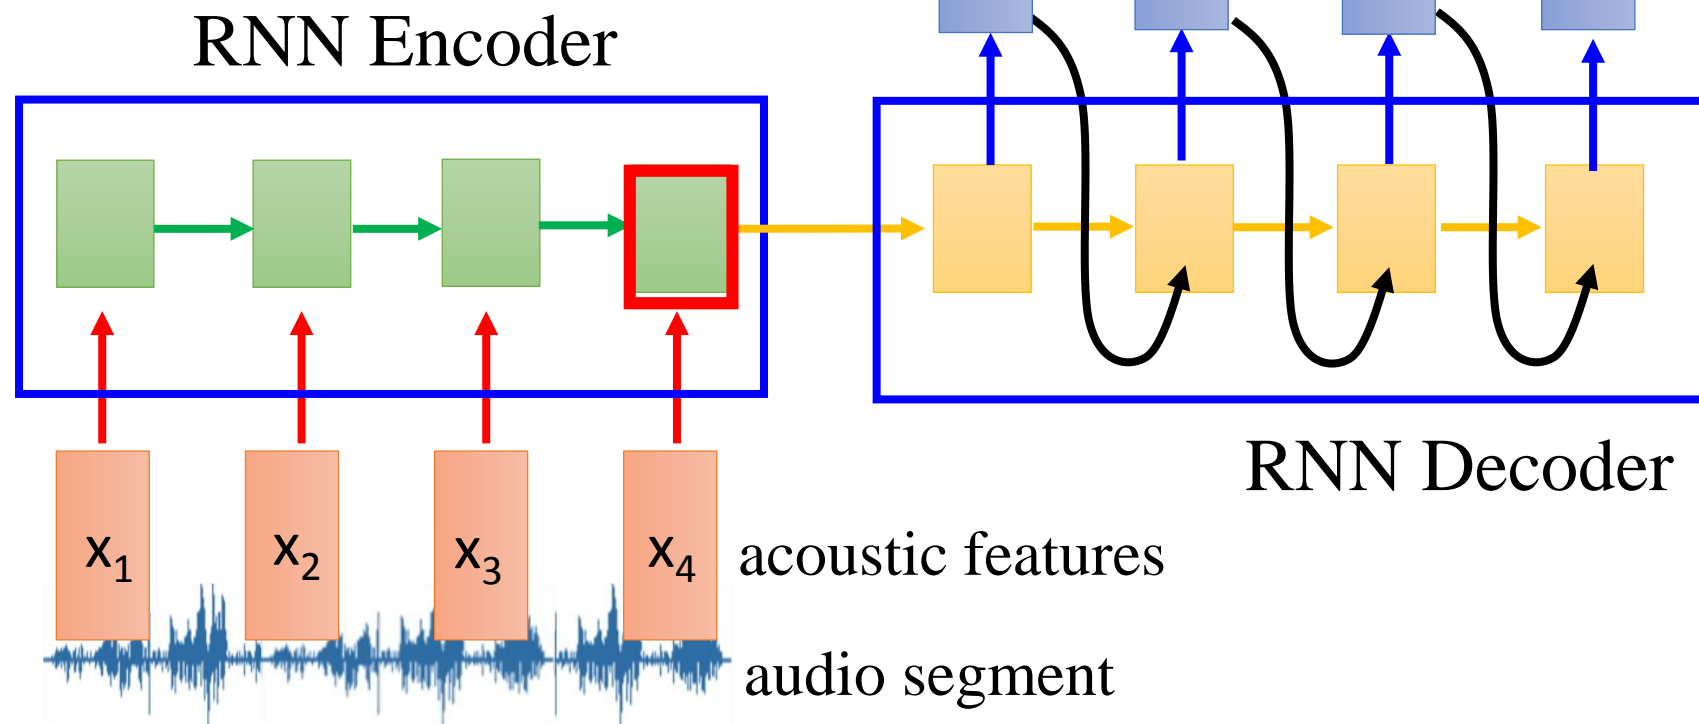 RNN Encoder
RNN Decoder
x₁ x₂ x₃ x₄
acoustic features
audio segment